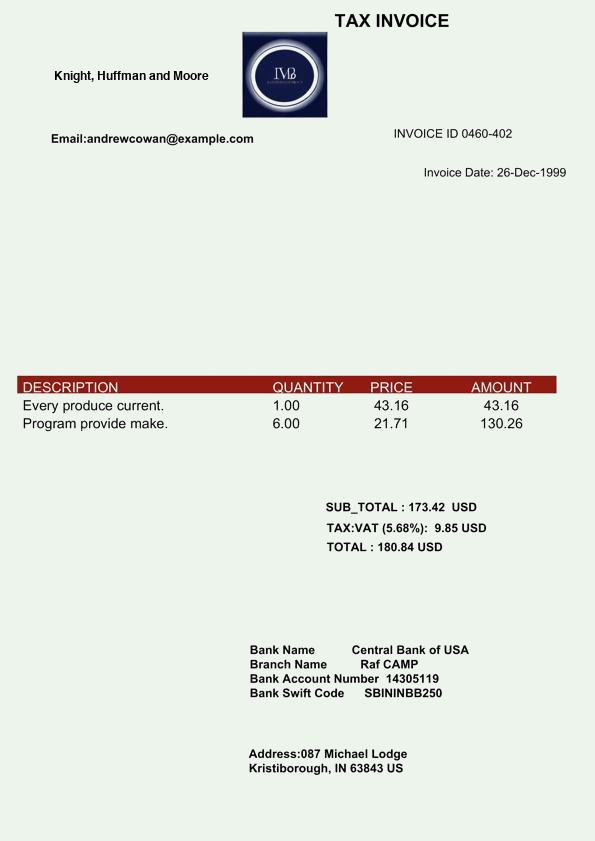 TAX INVOICE
Knight, Huffman and Moore
Email:andrewcowan@example.com
INVOICE ID 0460-402
Invoice Date: 26-Dec-1999
DESCRIPTION QUANTITY PRICE AMOUNT
Every produce current. 1.00 43.16 43.16
Program provide make. 6.00 21.71 130.26
SUB_TOTAL : 173.42 USD
TAX:VAT (5.68%): 9.85 USD
TOTAL : 180.84 USD
Bank Name Central Bank of USA
Branch Name Raf CAMP
Bank Account Number 14305119
Bank Swift Code SBININBB250
Address:087 Michael Lodge
Kristiborough, IN 63843 US